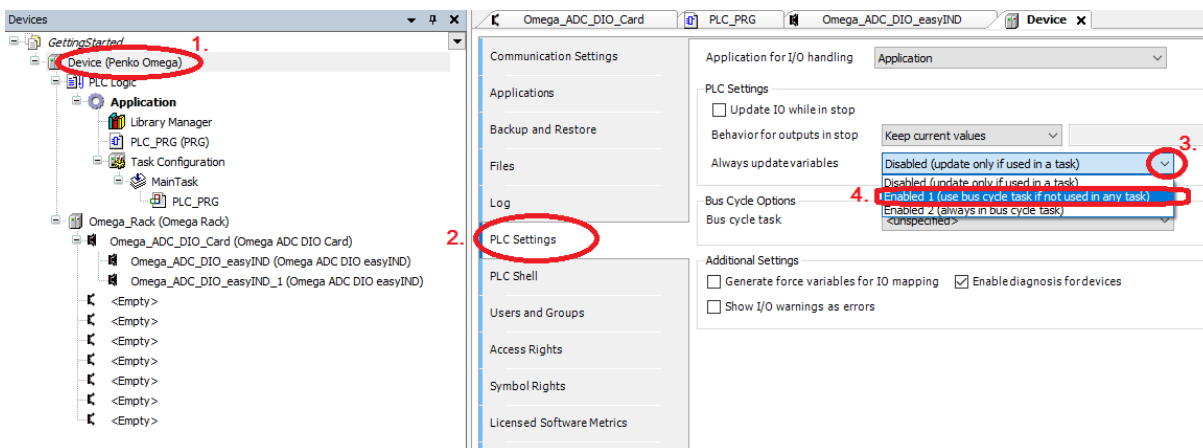 Devices
GettingStarted
1.
Device (Penko Omega)
PLC Logic
Application
Library Manager
PLC_PRG (PRG)
Task Configuration
MainTask
PLC_PRG
Omega_Rack (Omega Rack)
Omega_ADC_DIO_Card (Omega ADC DIO Card)
Omega_ADC_DIO_easyIND (Omega ADC DIO easyIND)
Omega_ADC_DIO_easyIND_1 (Omega ADC DIO easyIND)
<Empty>
<Empty>
<Empty>
<Empty>
<Empty>
<Empty>
<Empty>
Omega_ADC_DIO_Card PLC_PRG Omega_ADC_DIO_easyIND Device
Communication Settings
Applications
Backup and Restore
Files
Log
2.
PLC Settings
PLC Shell
Users and Groups
Access Rights
Symbol Rights
Licensed Software Metrics
Application for I/O handling Application
PLC Settings
Update IO while in stop
Behavior for outputs in stop Keep current values
3.
Always update variables Disabled (update only if used in a task)
Disabled (update only if used in a task)
4. Enabled 1 (use bus cycle task if not used in any task)
Enabled 2 (always in bus cycle task)
Bus Cycle Options
Bus cycle task <unspecified>
Additional Settings
Generate force variables for IO mapping Enable diagnosis for devices
Show I/O warnings as errors